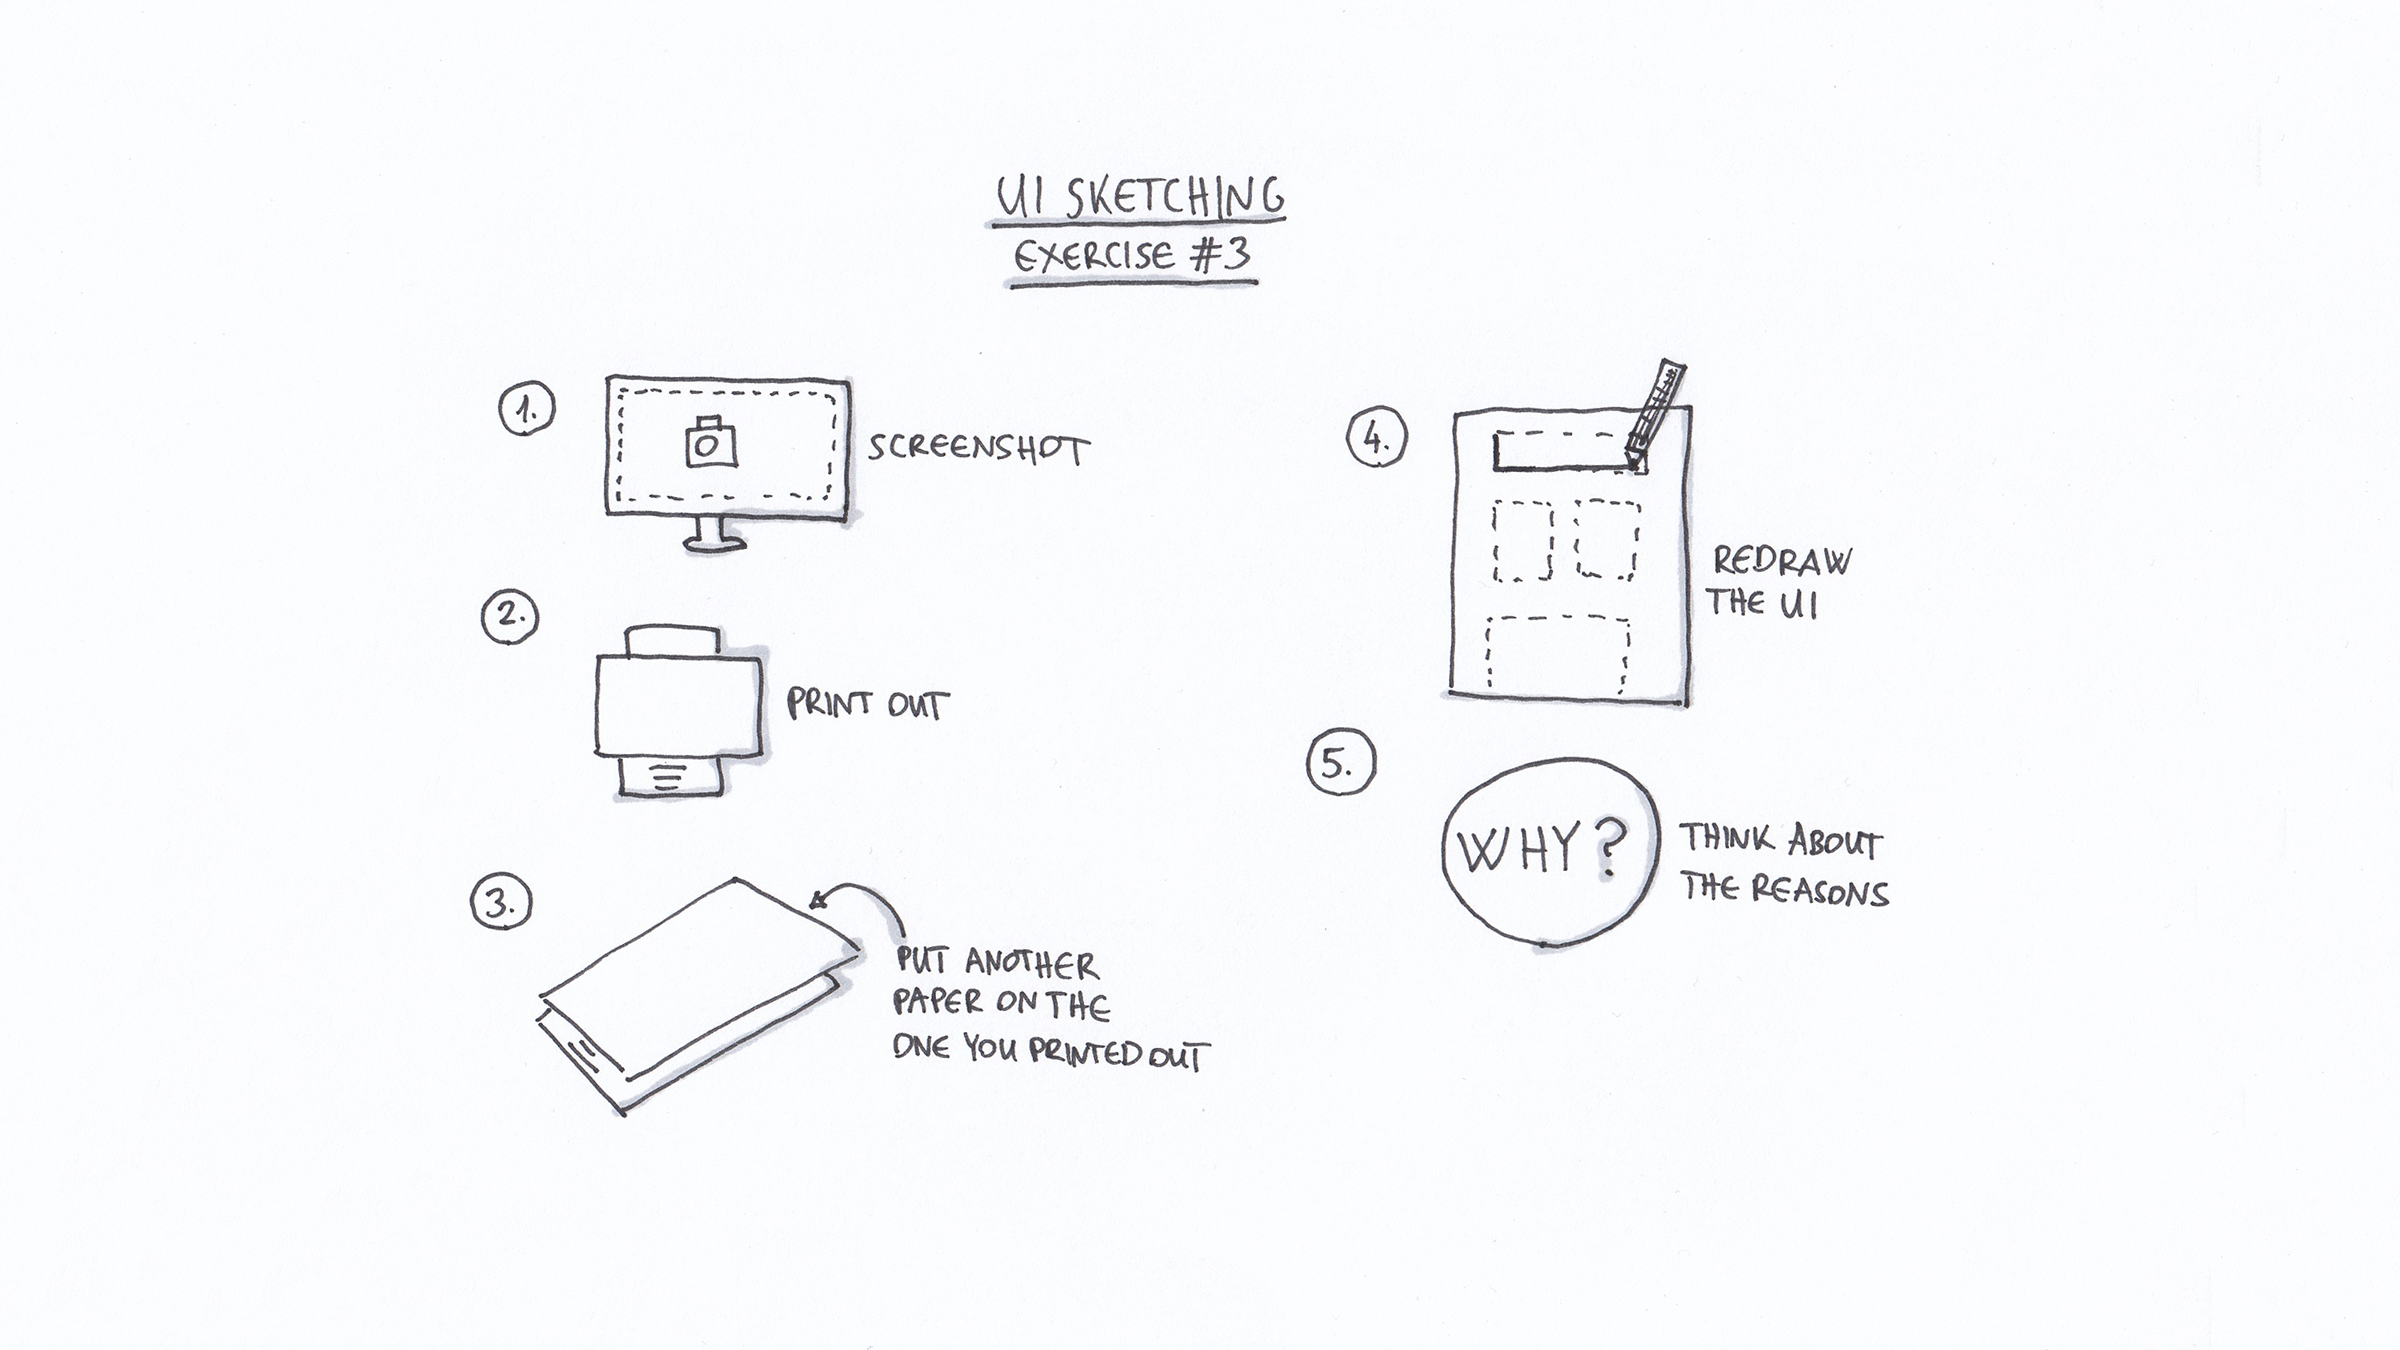 UI SKETCHING
EXERCISE #3
1.
SCREENSHOT
2.
PRINT OUT
3.
PUT ANOTHER
PAPER ON THE
ONE YOU PRINTED OUT
4.
REDRAW
THE UI
5.
WHY?
THINK ABOUT
THE REASONS